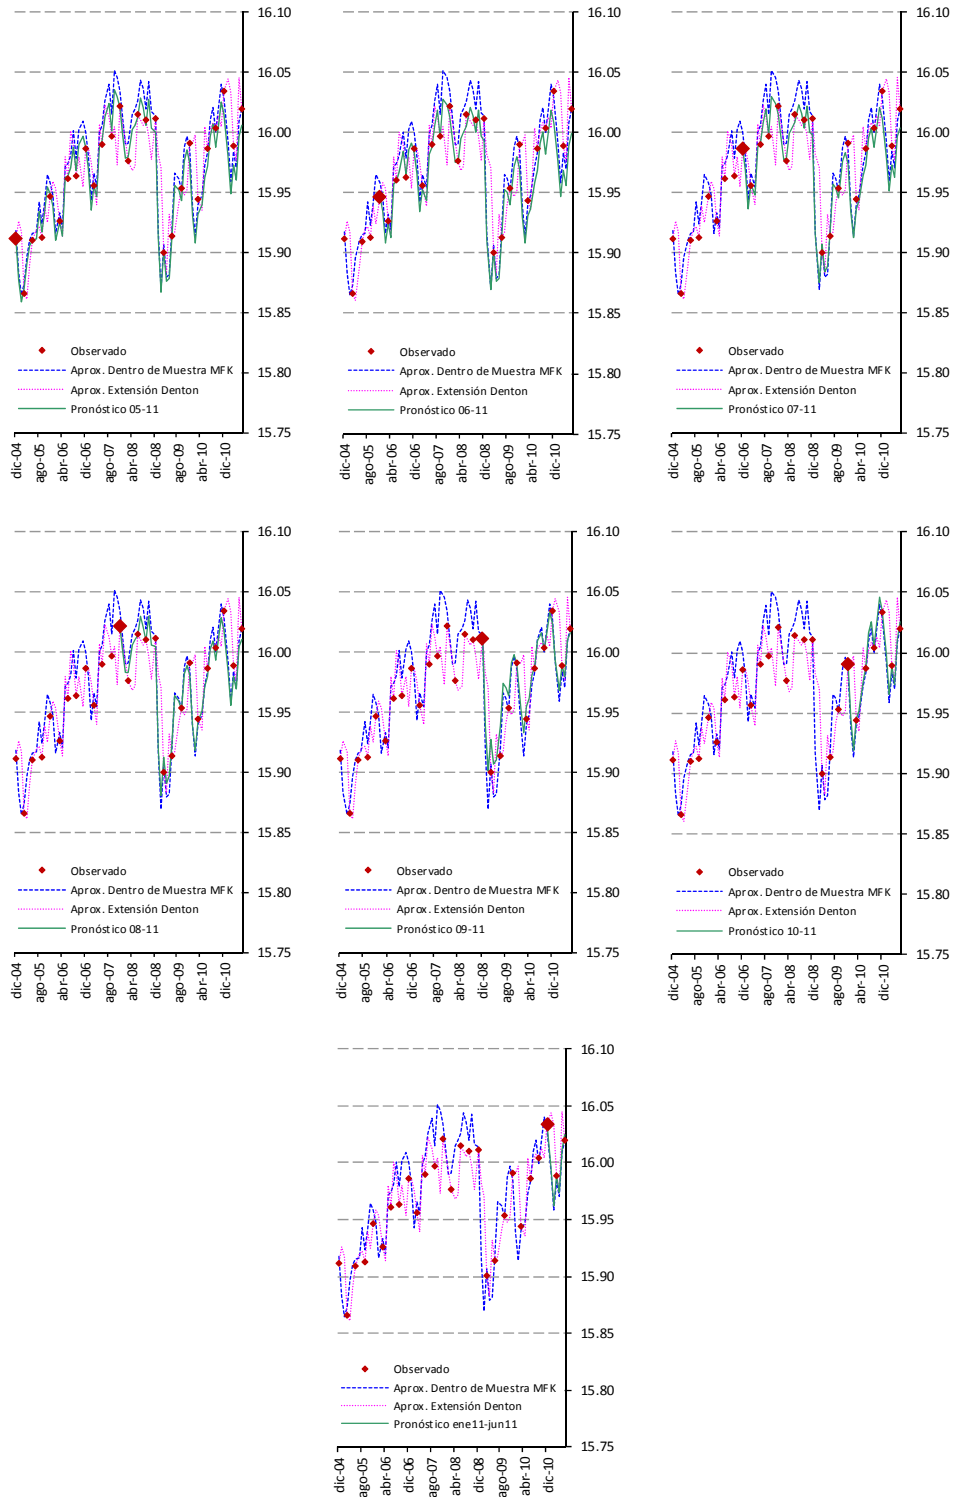 16.10
16.05
16.00
15.95
15.90
15.85
15.80
15.75
Observado
Aprox. Dentro de Muestra MFK
Aprox. Extensión Denton
Pronóstico 05-11
dic-04
ago-05
abr-06
dic-06
ago-07
abr-08
dic-08
ago-09
abr-10
dic-10
16.10
16.05
16.00
15.95
15.90
15.85
15.80
15.75
Observado
Aprox. Dentro de Muestra MFK
Aprox. Extensión Denton
Pronóstico 06-11
dic-04
ago-05
abr-06
dic-06
ago-07
abr-08
dic-08
ago-09
abr-10
dic-10
16.10
16.05
16.00
15.95
15.90
15.85
15.80
15.75
Observado
Aprox. Dentro de Muestra MFK
Aprox. Extensión Denton
Pronóstico 07-11
dic-04
ago-05
abr-06
dic-06
ago-07
abr-08
dic-08
ago-09
abr-10
dic-10
16.10
16.05
16.00
15.95
15.90
15.85
15.80
15.75
Observado
Aprox. Dentro de Muestra MFK
Aprox. Extensión Denton
Pronóstico 08-11
dic-04
ago-05
abr-06
dic-06
ago-07
abr-08
dic-08
ago-09
abr-10
dic-10
16.10
16.05
16.00
15.95
15.90
15.85
15.80
15.75
Observado
Aprox. Dentro de Muestra MFK
Aprox. Extensión Denton
Pronóstico 09-11
dic-04
ago-05
abr-06
dic-06
ago-07
abr-08
dic-08
ago-09
abr-10
dic-10
16.10
16.05
16.00
15.95
15.90
15.85
15.80
15.75
Observado
Aprox. Dentro de Muestra MFK
Aprox. Extensión Denton
Pronóstico 10-11
dic-04
ago-05
abr-06
dic-06
ago-07
abr-08
dic-08
ago-09
abr-10
dic-10
16.10
16.05
16.00
15.95
15.90
15.85
15.80
15.75
Observado
Aprox. Dentro de Muestra MFK
Aprox. Extensión Denton
Pronóstico ene11-jun11
dic-04
ago-05
abr-06
dic-06
ago-07
abr-08
dic-08
ago-09
abr-10
dic-10